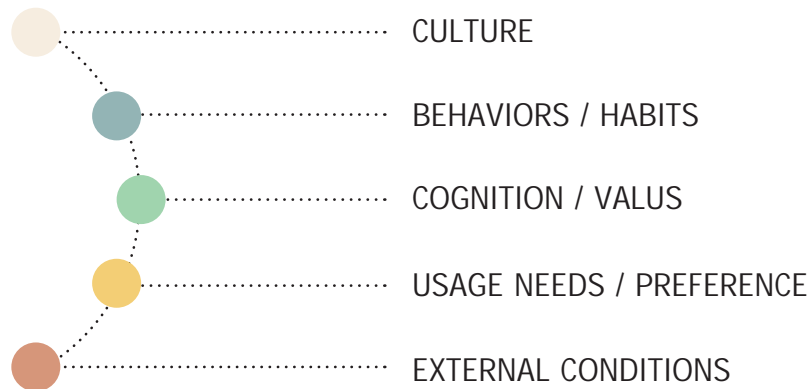 CULTURE
BEHAVIORS / HABITS
COGNITION / VALUS
USAGE NEEDS / PREFERENCE
EXTERNAL CONDITIONS